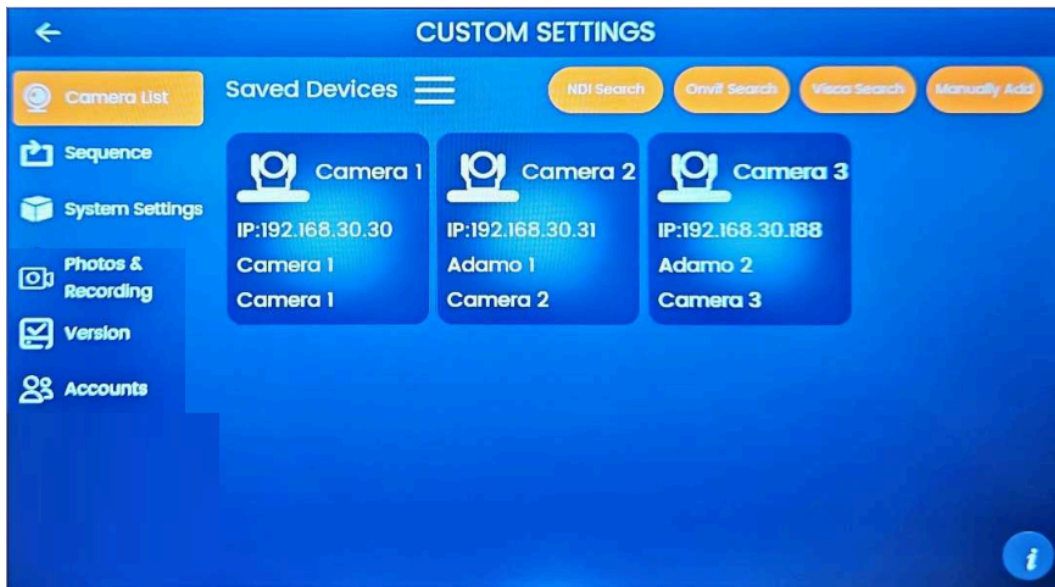 CUSTOM SETTINGS
Camera List
Saved Devices
NDI Search
Onvif Search
Visca Search
Manually Add
Sequence
System Settings
Photos &
Recording
Version
Accounts
Camera 1
IP:192.168.30.30
Camera 1
Camera 1
Camera 2
IP:192.168.30.31
Adamo 1
Camera 2
Camera 3
IP:192.168.30.188
Adamo 2
Camera 3
i